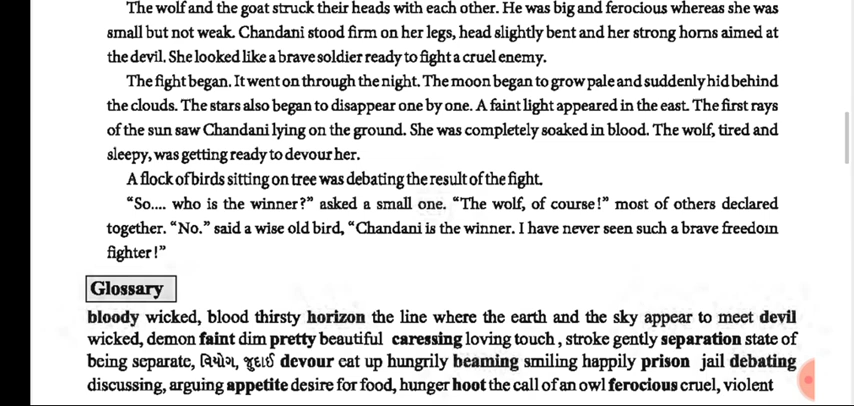 The wolf and the goat struck their heads with each other. He was big and ferocious whereas she was
small but not weak. Chandani stood firm on her legs, head slightly bent and her strong horns aimed at
the devil. She looked like a brave soldier ready to fight a cruel enemy.
The fight began. It went on through the night. The moon began to grow pale and suddenly hid behind
the clouds. The stars also began to disappear one by one. A faint light appeared in the east. The first rays
of the sun saw Chandani lying on the ground. She was completely soaked in blood. The wolf, tired and
sleepy, was getting ready to devour her.
A flock of birds sitting on tree was debating the result of the fight.
“So.... who is the winner?” asked a small one. “The wolf, of course!” most of others declared
together. “No.” said a wise old bird, “Chandani is the winner. I have never seen such a brave freedom
fighter!”
Glossary
bloody wicked, blood thirsty horizon the line where the earth and the sky appear to meet devil
wicked, demon faint dim pretty beautiful caressing loving touch , stroke gently separation state of
being separate, વિયોગ, જૂદાઈ devour eat up hungrily beaming smiling happily prison jail debating
discussing, arguing appetite desire for food, hunger hoot the call of an owl ferocious cruel, violent